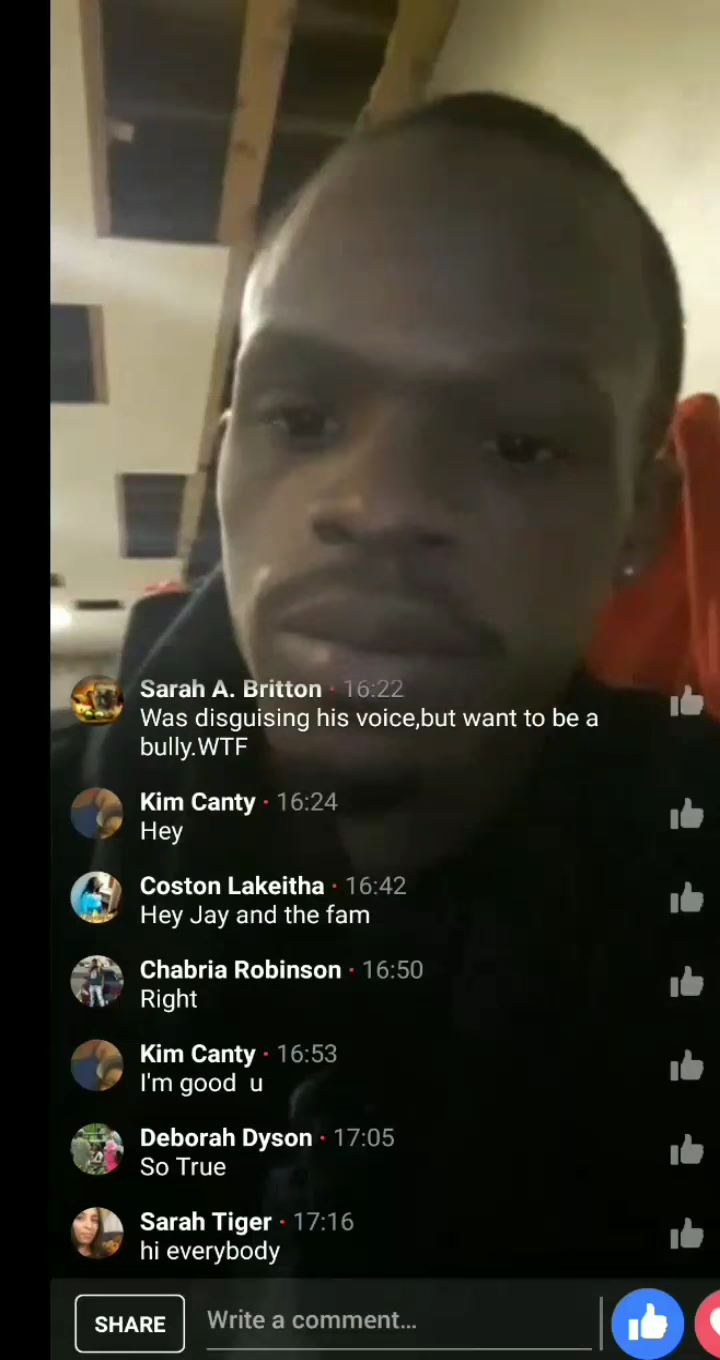 Sarah A. Britton · 16:22
Was disguising his voice,but want to be a
bully.WTF
Kim Canty · 16:24
Hey
Coston Lakeitha · 16:42
Hey Jay and the fam
Chabria Robinson · 16:50
Right
Kim Canty · 16:53
I'm good  u
Deborah Dyson · 17:05
So True
Sarah Tiger · 17:16
hi everybody
SHARE
Write a comment...